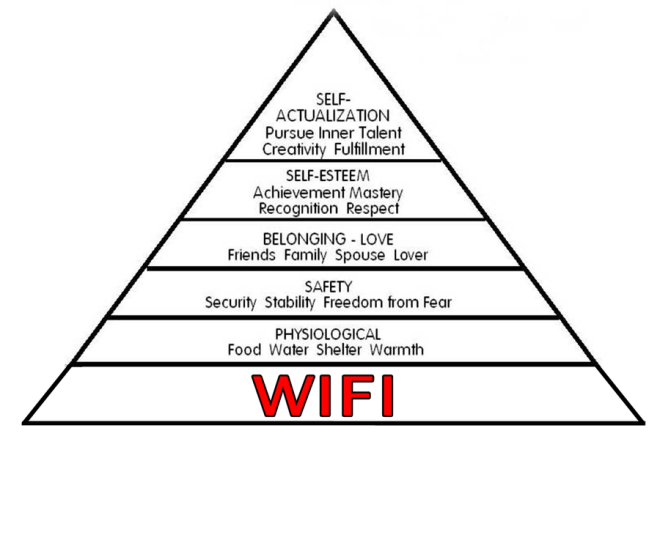 SELF-
ACTUALIZATION
Pursue Inner Talent
Creativity Fulfillment
SELF-ESTEEM
Achievement Mastery
Recognition Respect
BELONGING - LOVE
Friends Family Spouse Lover
SAFETY
Security Stability Freedom from Fear
PHYSIOLOGICAL
Food Water Shelter Warmth
WIFI